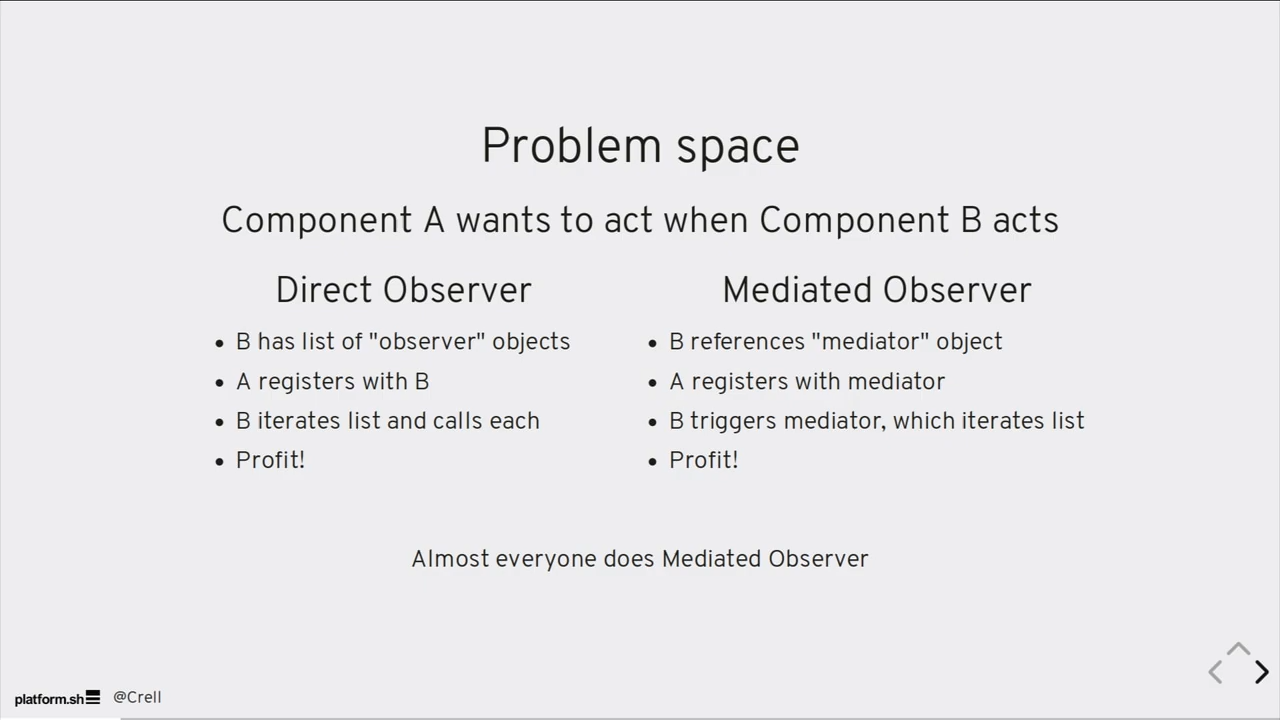 Problem space
Component A wants to act when Component B acts
Direct Observer
• B has list of "observer" objects
• A registers with B
• B iterates list and calls each
• Profit!
Mediated Observer
• B references "mediator" object
• A registers with mediator
• B triggers mediator, which iterates list
• Profit!
Almost everyone does Mediated Observer
platform.sh @Crell